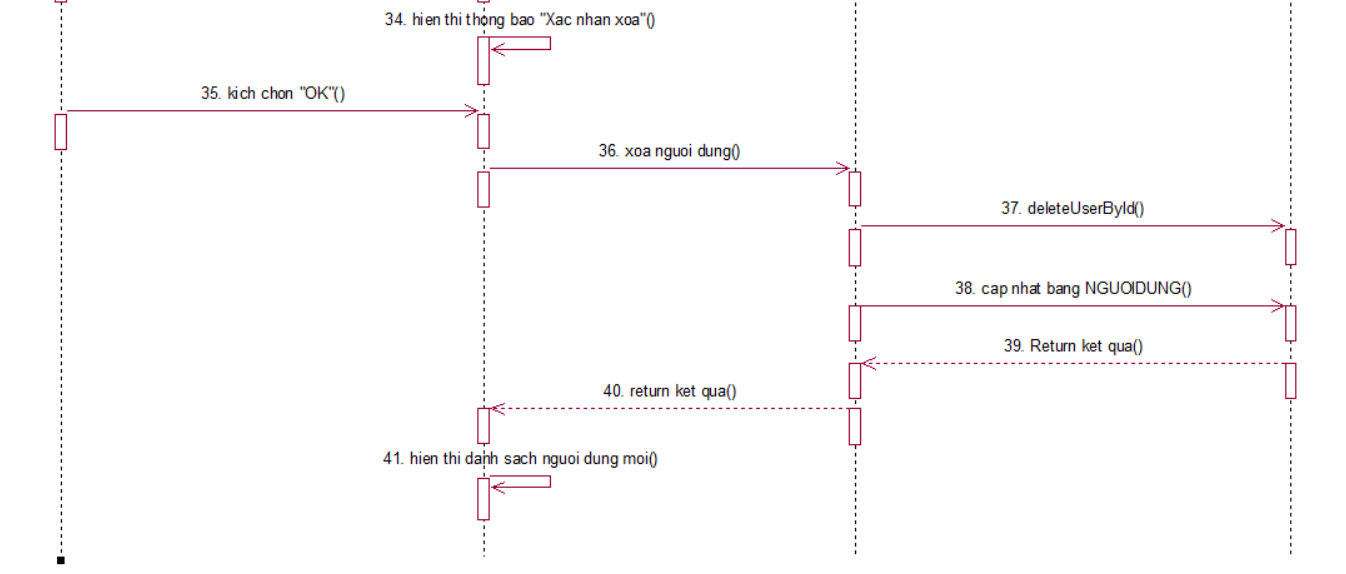 34. hien thi thong bao "Xac nhan xoa"()
35. kich chon "OK"()
36. xoa nguoi dung()
37. deleteUserById()
38. cap nhat bang NGUOIDUNG()
39. Return ket qua()
40. return ket qua()
41. hien thi danh sach nguoi dung moi()